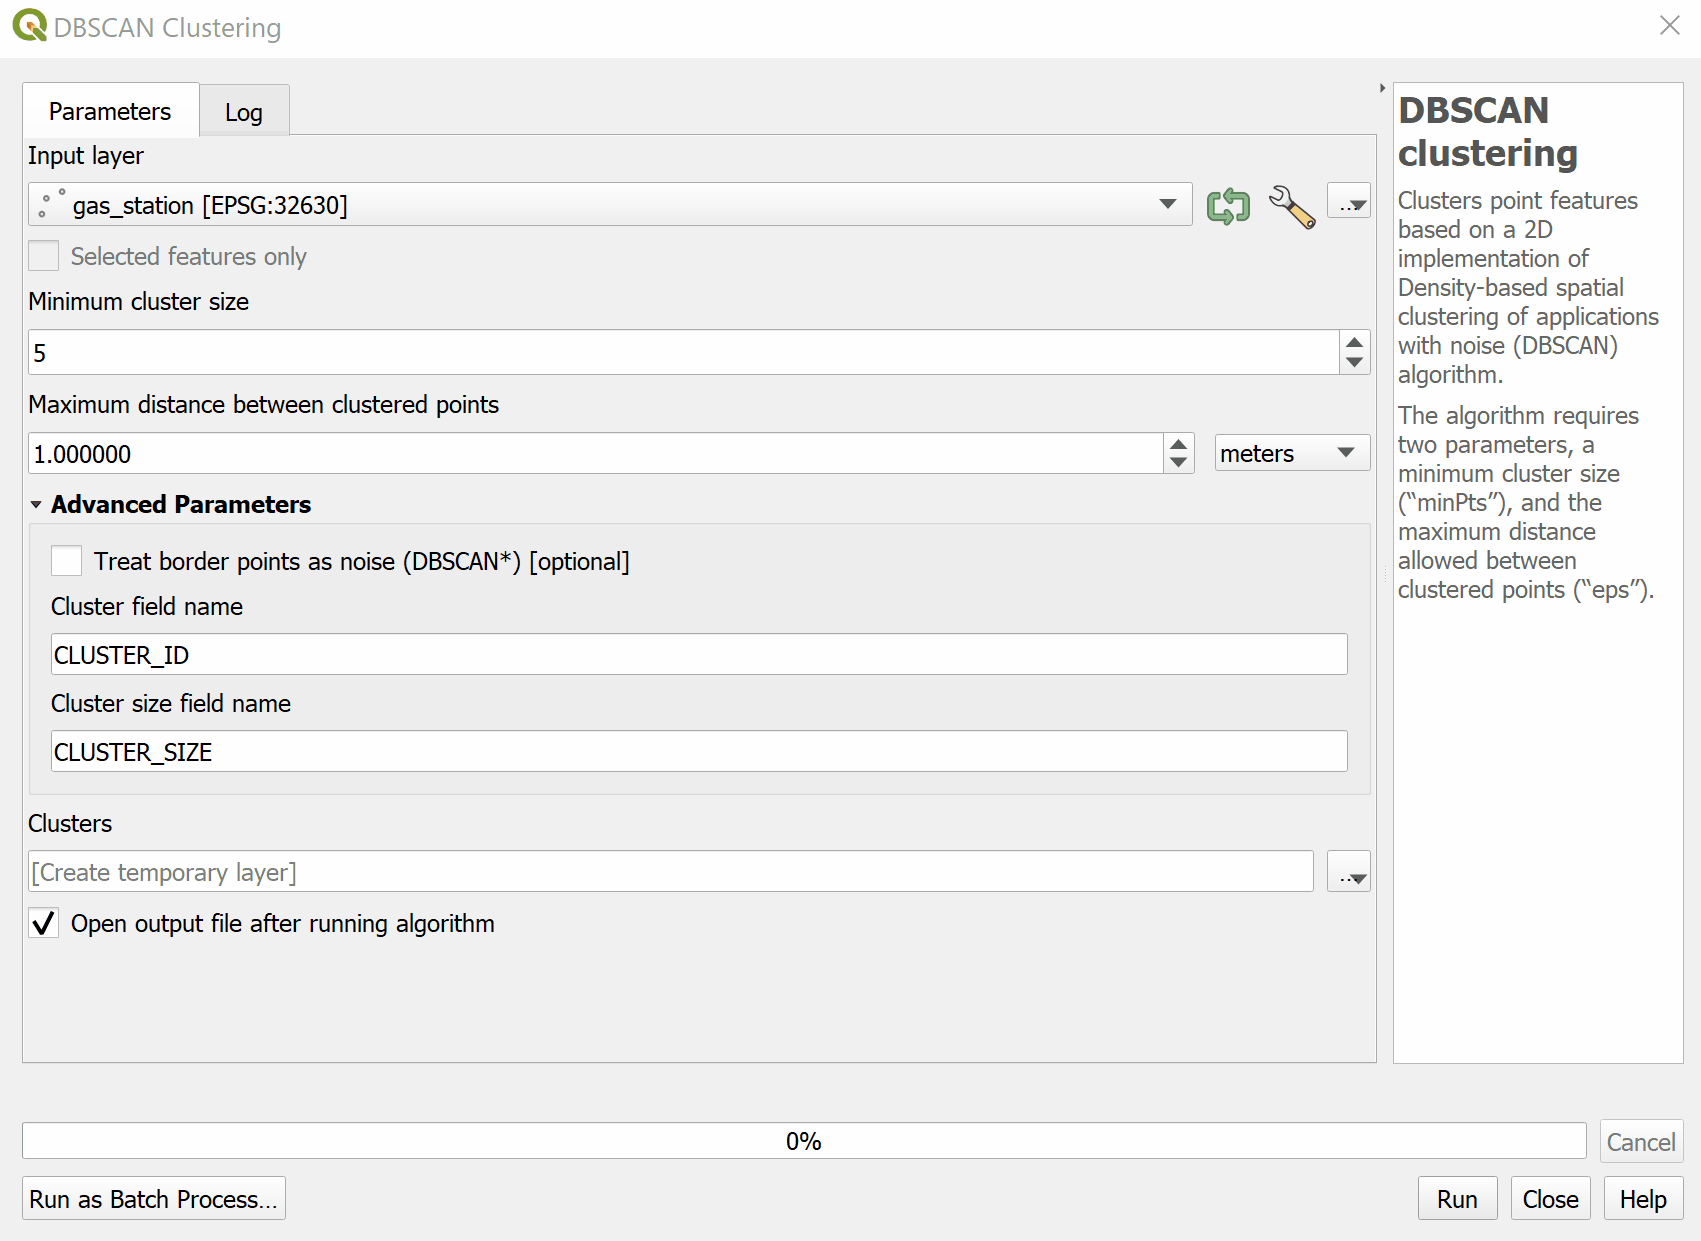 DBSCAN Clustering
Parameters
Log
Input layer
gas_station [EPSG:32630]
...
Selected features only
Minimum cluster size
5
Maximum distance between clustered points
1.000000
meters
Advanced Parameters
Treat border points as noise (DBSCAN*) [optional]
Cluster field name
CLUSTER_ID
Cluster size field name
CLUSTER_SIZE
Clusters
[Create temporary layer]
...
Open output file after running algorithm
DBSCAN
clustering
Clusters point features
based on a 2D
implementation of
Density-based spatial
clustering of applications
with noise (DBSCAN)
algorithm.
The algorithm requires
two parameters, a
minimum cluster size
(“minPts”), and the
maximum distance
allowed between
clustered points (“eps”).
0%
Cancel
Run as Batch Process...
Run
Close
Help